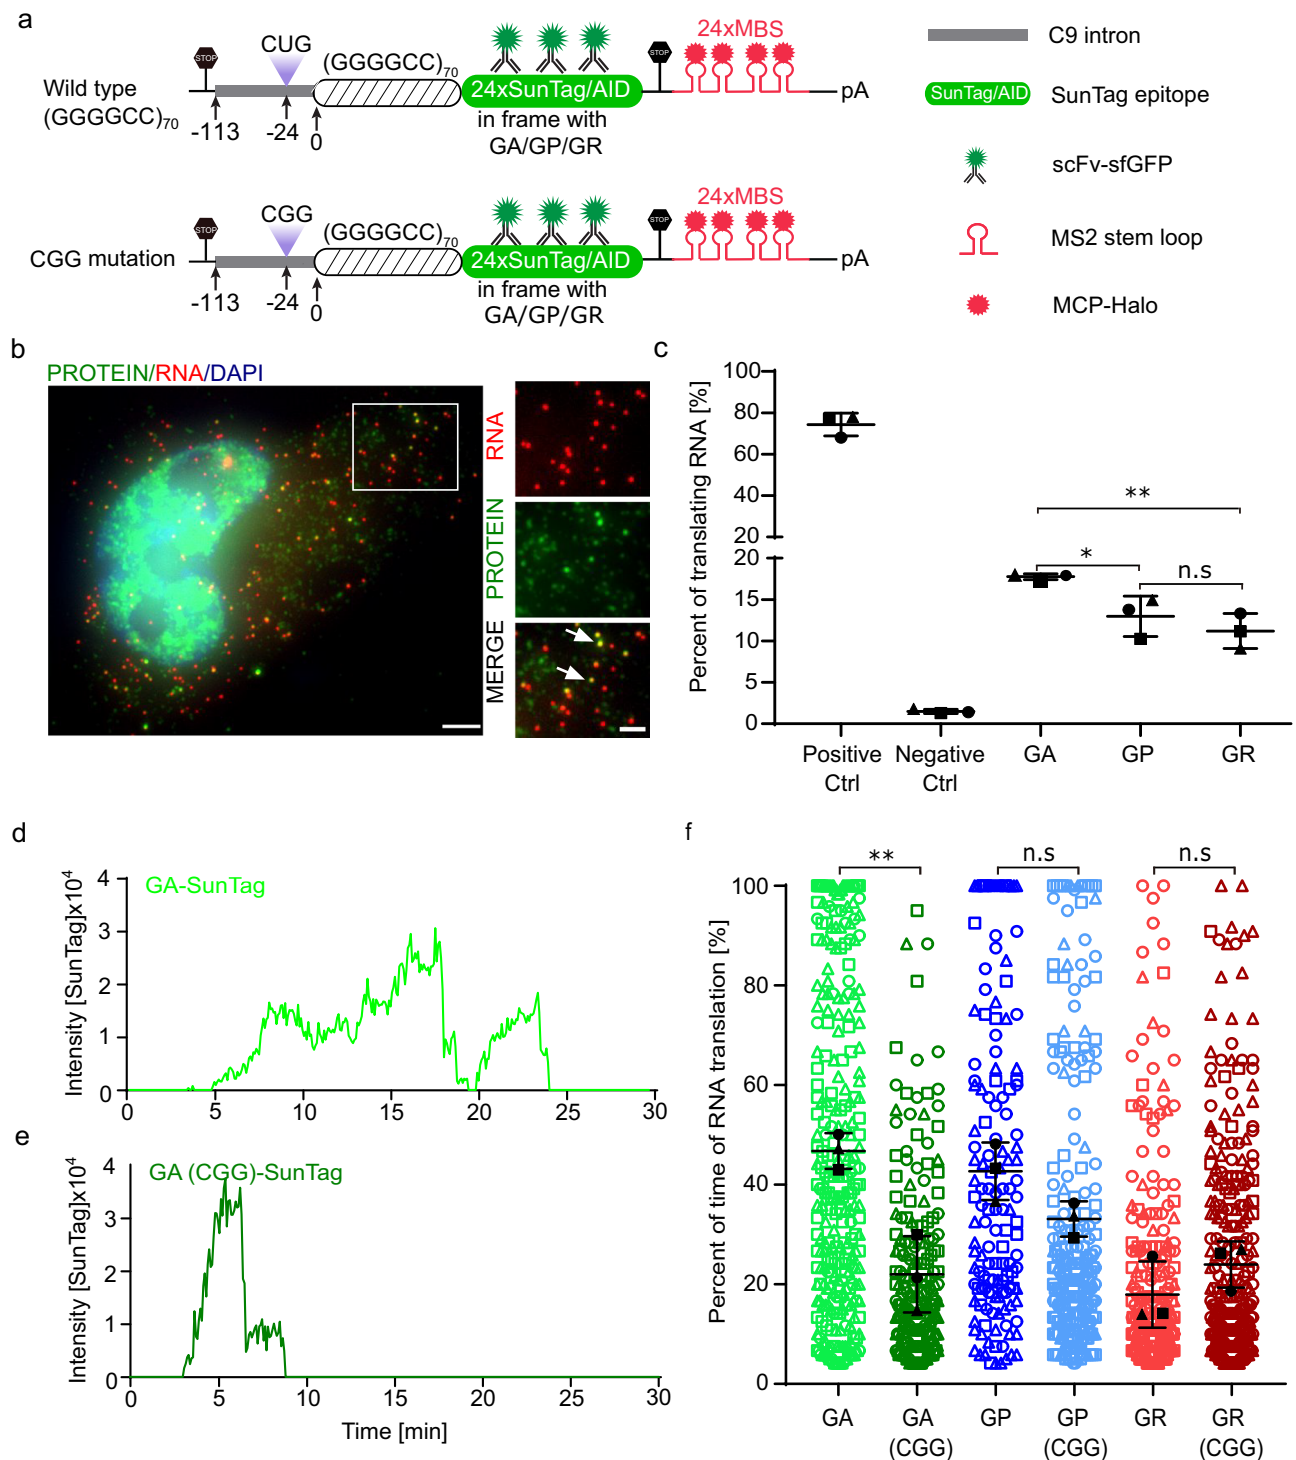 a
Wild type
(GGGGCC)70
STOP
CUG
(GGGGCC)70
24xSunTag/AID
in frame with
GA/GP/GR
STOP
24xMBS
pA
-113
-24
0
CGG mutation
STOP
CGG
(GGGGCC)70
24xSunTag/AID
in frame with
GA/GP/GR
STOP
24xMBS
pA
-113
-24
0
C9 intron
SunTag/AID
SunTag epitope
scFv-sfGFP
MS2 stem loop
MCP-Halo
b
PROTEIN/RNA/DAPI
RNA
PROTEIN
MERGE
c
Percent of translating RNA [%]
100
80
60
40
20
20
15
10
5
0
**
*
n.s
Positive Ctrl
Negative Ctrl
GA
GP
GR
d
GA-SunTag
Intensity [SunTag]x10^4
4
3
2
1
0
0 5 10 15 20 25 30
e
GA (CGG)-SunTag
Intensity [SunTag]x10^4
4
3
2
1
0
0 5 10 15 20 25 30
Time [min]
f
Percent of time of RNA translation [%]
100
80
60
40
20
0
**
n.s
n.s
GA
GA (CGG)
GP
GP (CGG)
GR
GR (CGG)